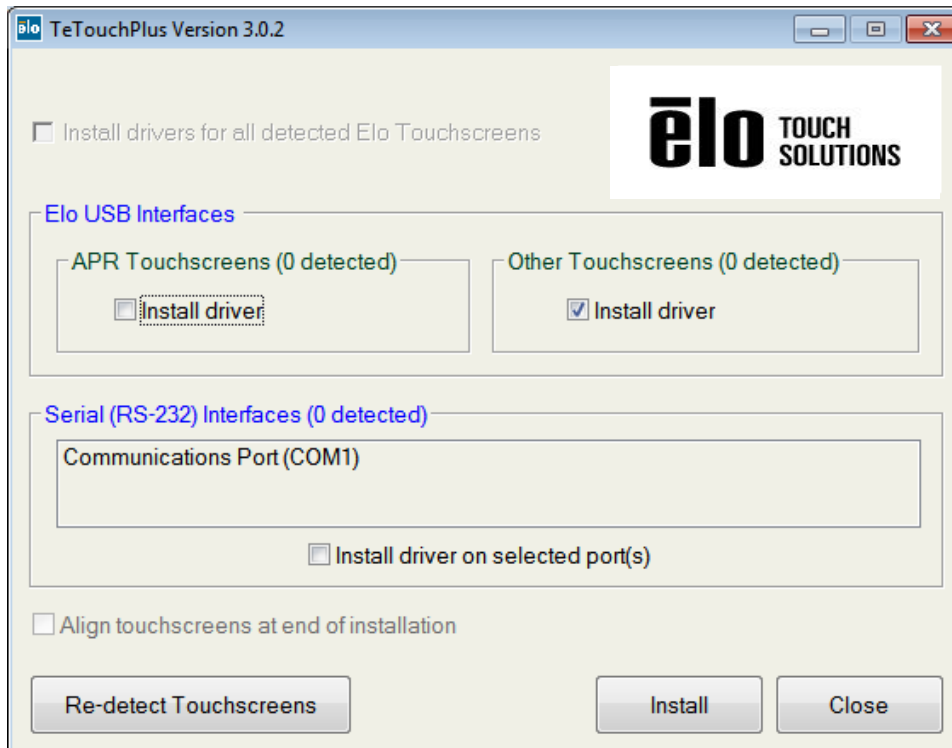 ēlo TeTouchPlus Version 3.0.2
Install drivers for all detected Elo Touchscreens
ēlo TOUCH
SOLUTIONS
Elo USB Interfaces
APR Touchscreens (0 detected)
Install driver
Other Touchscreens (0 detected)
Install driver
Serial (RS-232) Interfaces (0 detected)
Communications Port (COM1)
Install driver on selected port(s)
Align touchscreens at end of installation
Re-detect Touchscreens
Install
Close